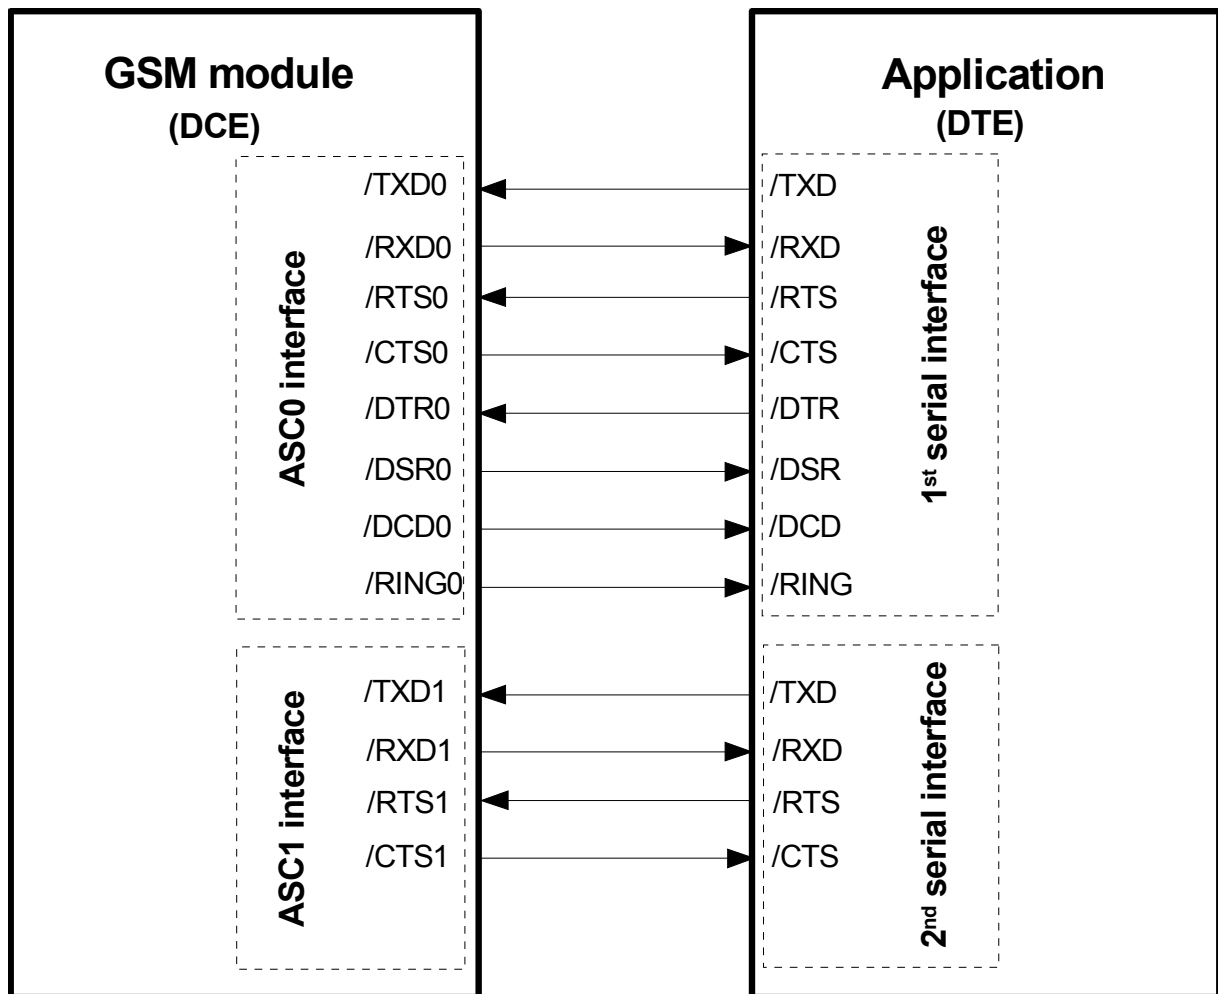 GSM module
(DCE)
ASC0 interface
/TXD0
/RXD0
/RTS0
/CTS0
/DTR0
/DSR0
/DCD0
/RING0
ASC1 interface
/TXD1
/RXD1
/RTS1
/CTS1
Application
(DTE)
/TXD
/RXD
/RTS
/CTS
/DTR
/DSR
/DCD
/RING
1st serial interface
/TXD
/RXD
/RTS
/CTS
2nd serial interface